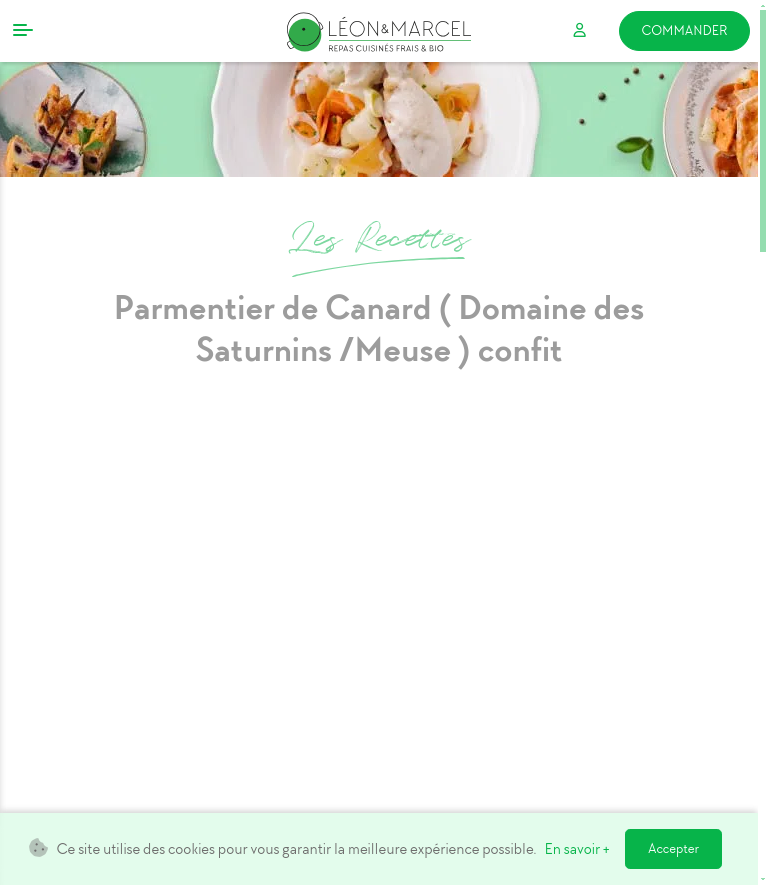 LÉON&MARCEL
REPAS CUISINÉS FRAIS & BIO
COMMANDER
Les Recettes
Parmentier de Canard ( Domaine des
Saturnins /Meuse ) confit
Ce site utilise des cookies pour vous garantir la meilleure expérience possible. En savoir +
Accepter